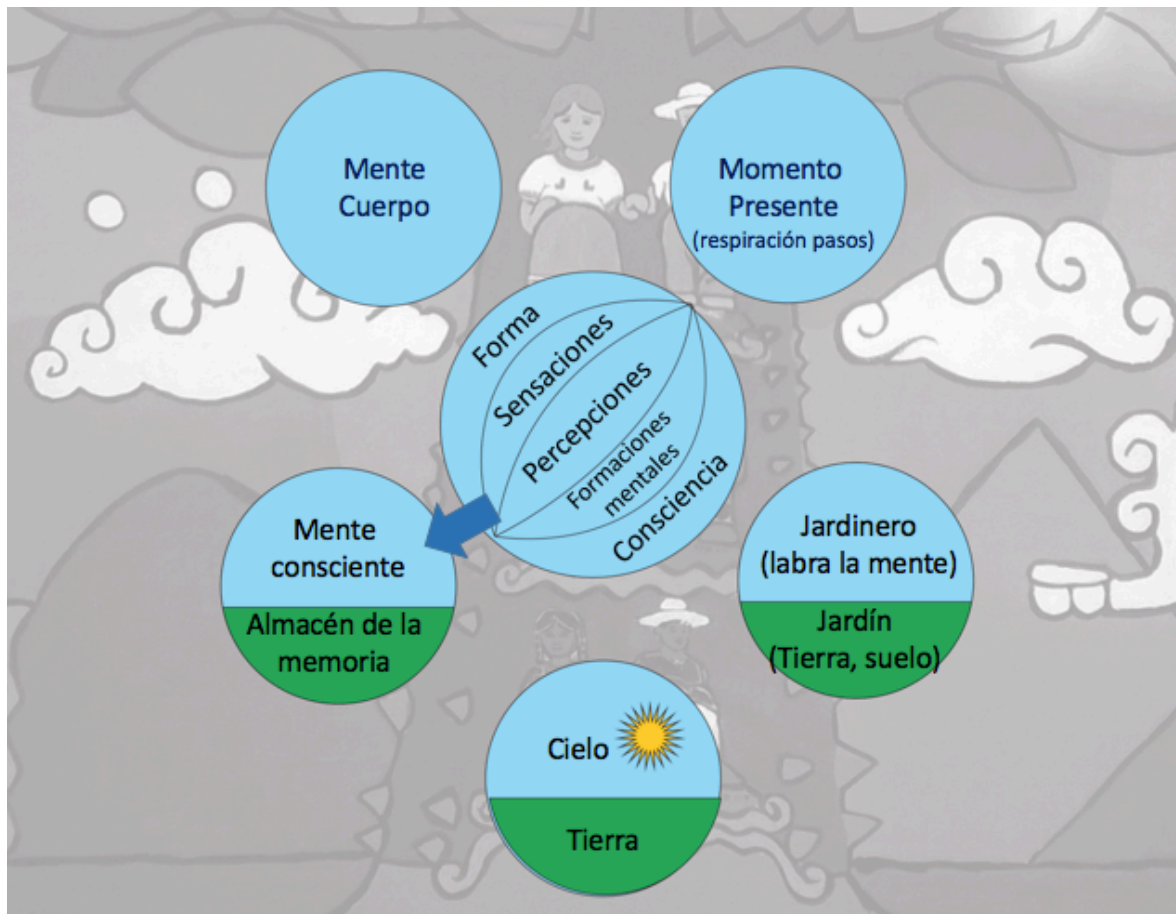 Mente
Cuerpo
Momento
Presente
(respiración pasos)
Forma
Sensaciones
Percepciones
Formaciones
mentales
Consciencia
Mente
consciente
Almacén de la
memoria
Jardinero
(labra la mente)
Jardín
(Tierra, suelo)
Cielo
Tierra